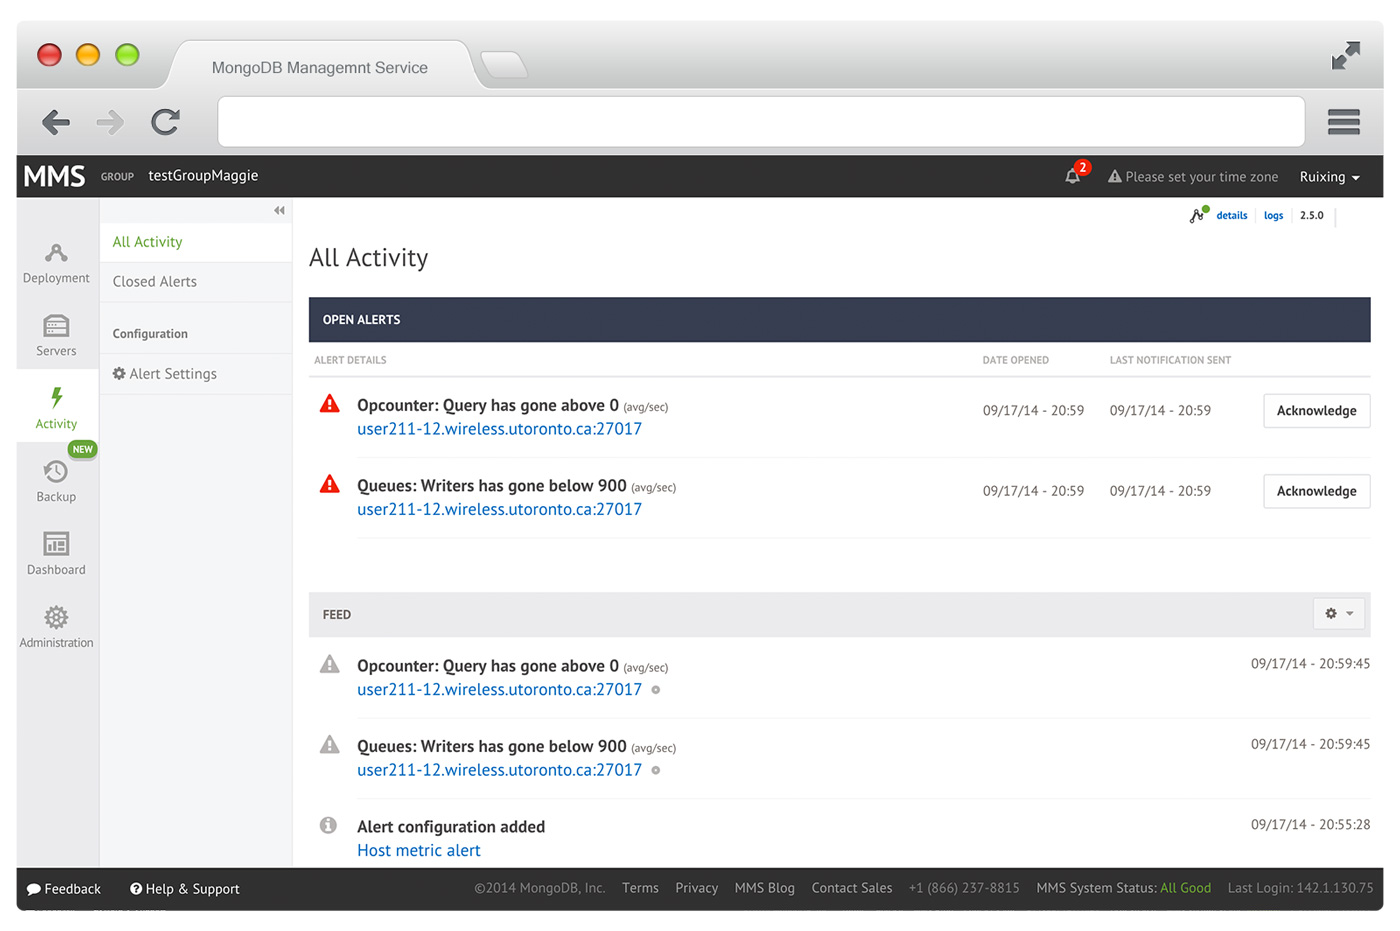 MongoDB Managemnt Service
MMS GROUP testGroupMaggie 2 Please set your time zone Ruixing
details logs 2.5.0
Deployment
Servers
Activity
NEW
Backup
Dashboard
Administration
All Activity
Closed Alerts
Configuration
Alert Settings
All Activity
OPEN ALERTS
ALERT DETAILS DATE OPENED LAST NOTIFICATION SENT
Opcounter: Query has gone above 0 (avg/sec) 09/17/14 - 20:59 09/17/14 - 20:59 Acknowledge
user211-12.wireless.utoronto.ca:27017
Queues: Writers has gone below 900 (avg/sec) 09/17/14 - 20:59 09/17/14 - 20:59 Acknowledge
user211-12.wireless.utoronto.ca:27017
FEED
Opcounter: Query has gone above 0 (avg/sec) 09/17/14 - 20:59:45
user211-12.wireless.utoronto.ca:27017
Queues: Writers has gone below 900 (avg/sec) 09/17/14 - 20:59:45
user211-12.wireless.utoronto.ca:27017
Alert configuration added 09/17/14 - 20:55:28
Host metric alert
Feedback Help & Support ©2014 MongoDB, Inc. Terms Privacy MMS Blog Contact Sales +1 (866) 237-8815 MMS System Status: All Good Last Login: 142.1.130.75